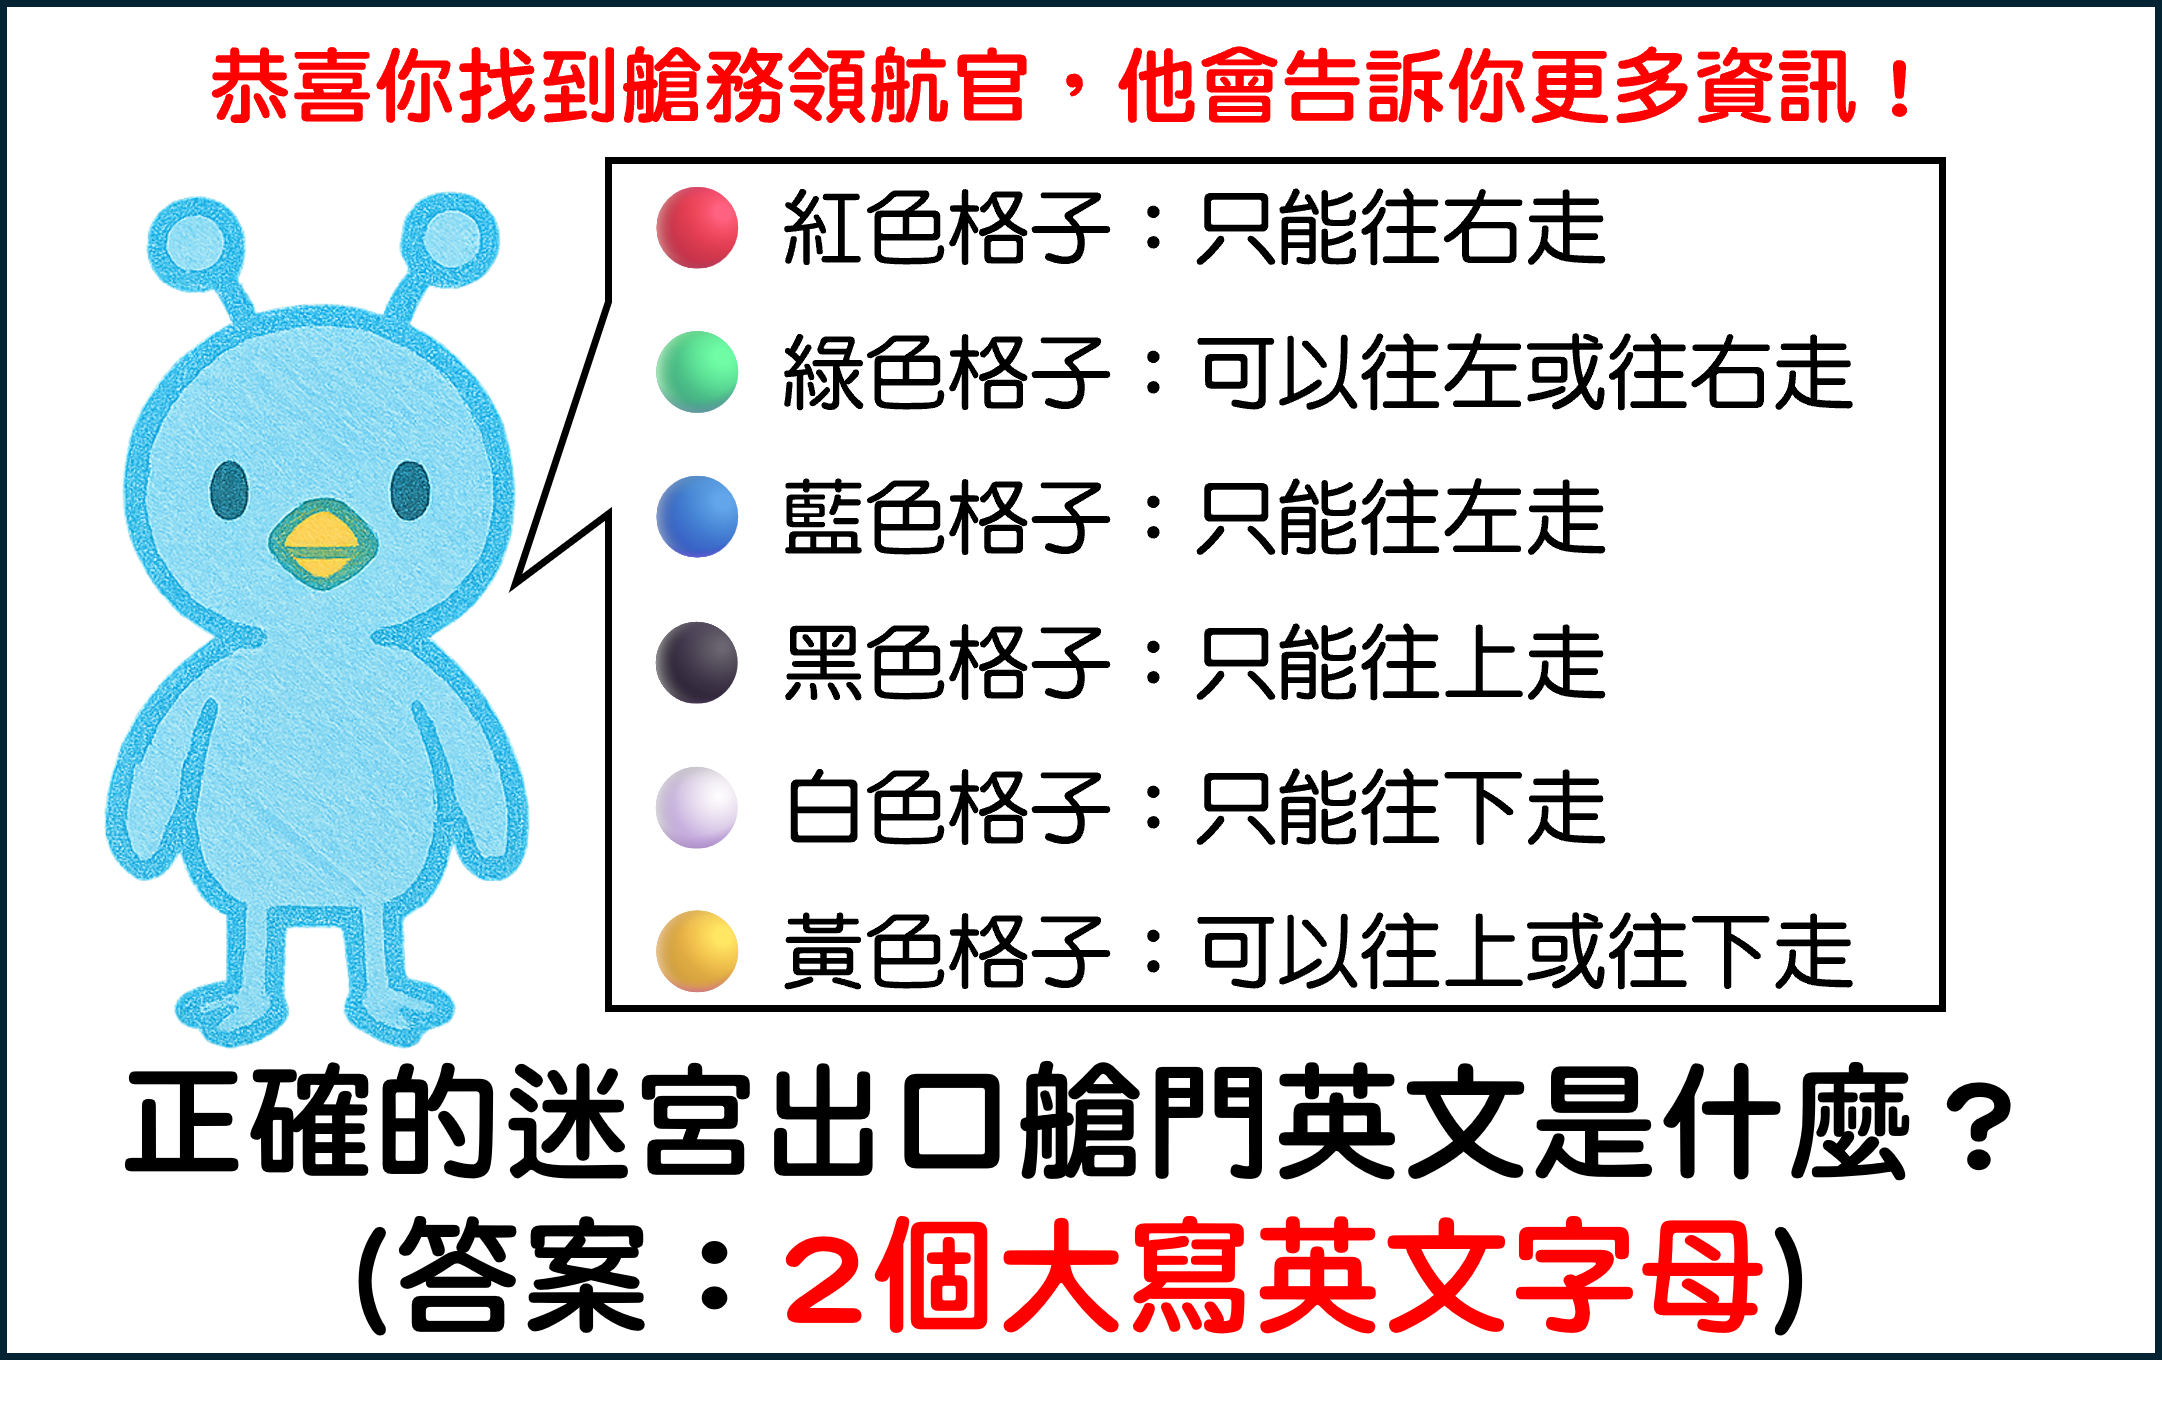 恭喜你找到艙務領航官，他會告訴你更多資訊！
紅色格子：只能往右走
綠色格子：可以往左或往右走
藍色格子：只能往左走
黑色格子：只能往上走
白色格子：只能往下走
黃色格子：可以往上或往下走
正確的迷宮出口艙門英文是什麼？
(答案：2個大寫英文字母)